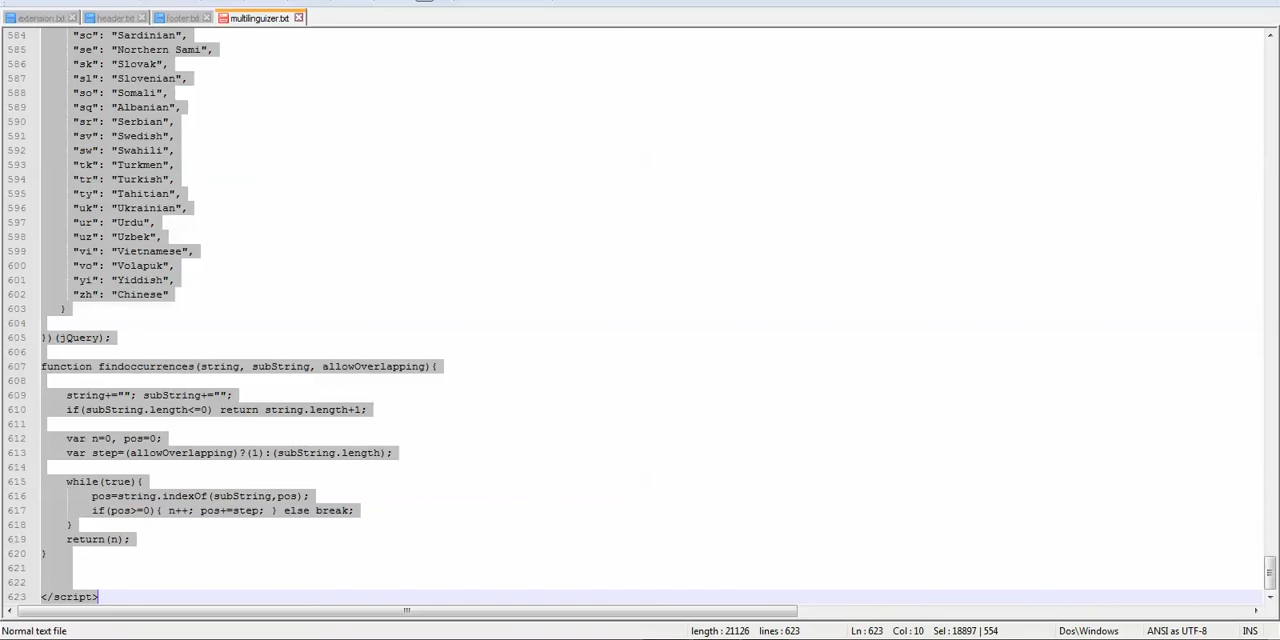 extension.txt header.txt footer.txt multilinguizer.txt
584 "sc": "Sardinian",
585 "se": "Northern Sami",
586 "sk": "Slovak",
587 "sl": "Slovenian",
588 "so": "Somali",
589 "sq": "Albanian",
590 "sr": "Serbian",
591 "sv": "Swedish",
592 "sw": "Swahili",
593 "tk": "Turkmen",
594 "tr": "Turkish",
595 "ty": "Tahitian",
596 "uk": "Ukrainian",
597 "ur": "Urdu",
598 "uz": "Uzbek",
599 "vi": "Vietnamese",
600 "vo": "Volapuk",
601 "yi": "Yiddish",
602 "zh": "Chinese"
603 }
604
605 })(jQuery);
606
607 function findoccurrences(string, subString, allowOverlapping){
608
609 string+=""; subString+="";
610 if(subString.length<=0) return string.length+1;
611
612 var n=0, pos=0;
613 var step=(allowOverlapping)?(1):(subString.length);
614
615 while(true){
616 pos=string.indexOf(subString,pos);
617 if(pos>=0){ n++; pos+=step; } else break;
618 }
619 return(n);
620 }
621
622
623 </script>
Normal text file length : 21126 lines : 623 Ln : 623 Col : 10 Sel : 18897 | 554 Dos\Windows ANSI as UTF-8 INS